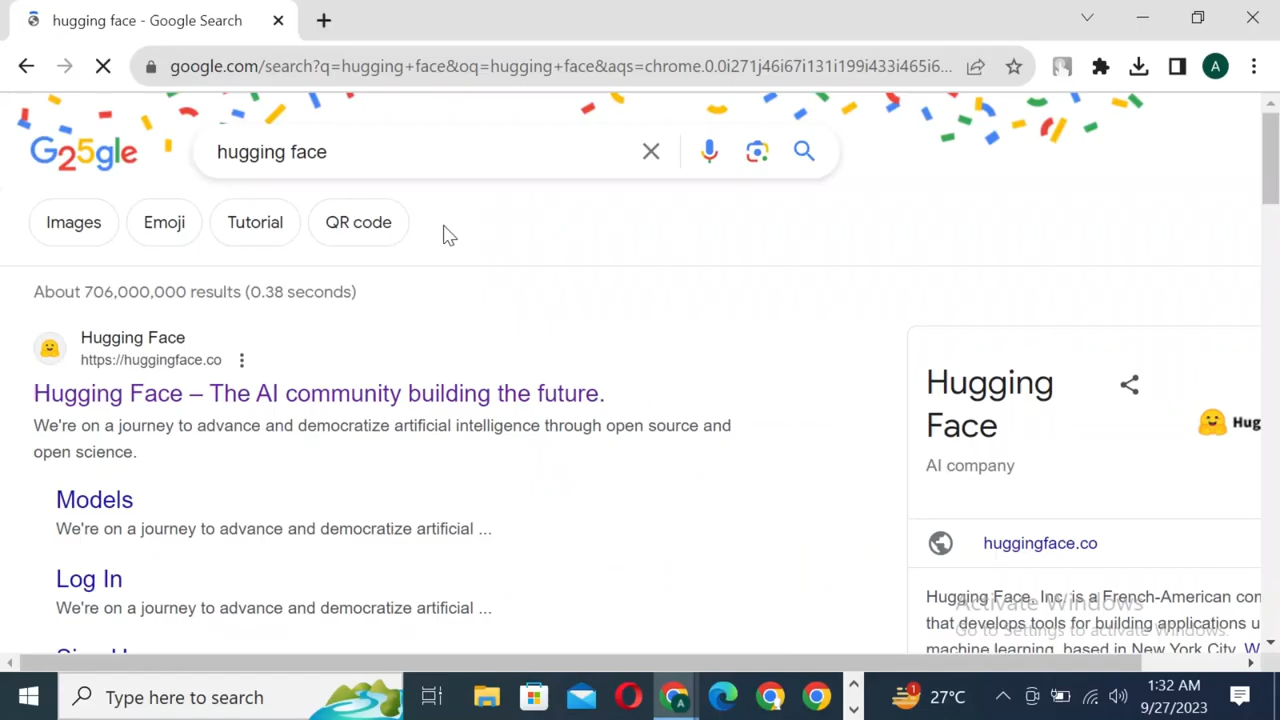 hugging face - Google Search
google.com/search?q=hugging+face&oq=hugging+face&aqs=chrome.0.0i271j46i67i131i199i433i465i6...
A
G25gle
hugging face
Images
Emoji
Tutorial
QR code
About 706,000,000 results (0.38 seconds)
Hugging Face
https://huggingface.co
Hugging Face – The AI community building the future.
We're on a journey to advance and democratize artificial intelligence through open source and
open science.
Models
We're on a journey to advance and democratize artificial ...
Log In
We're on a journey to advance and democratize artificial ...
Hugging
Face
Hug
AI company
huggingface.co
Hugging Face, Inc. is a French-American con
that develops tools for building applications u
machine learning, based in New York City. W
Activate Windows
Go to Settings to activate Windows.
Type here to search
A
1
27°C
1:32 AM
9/27/2023